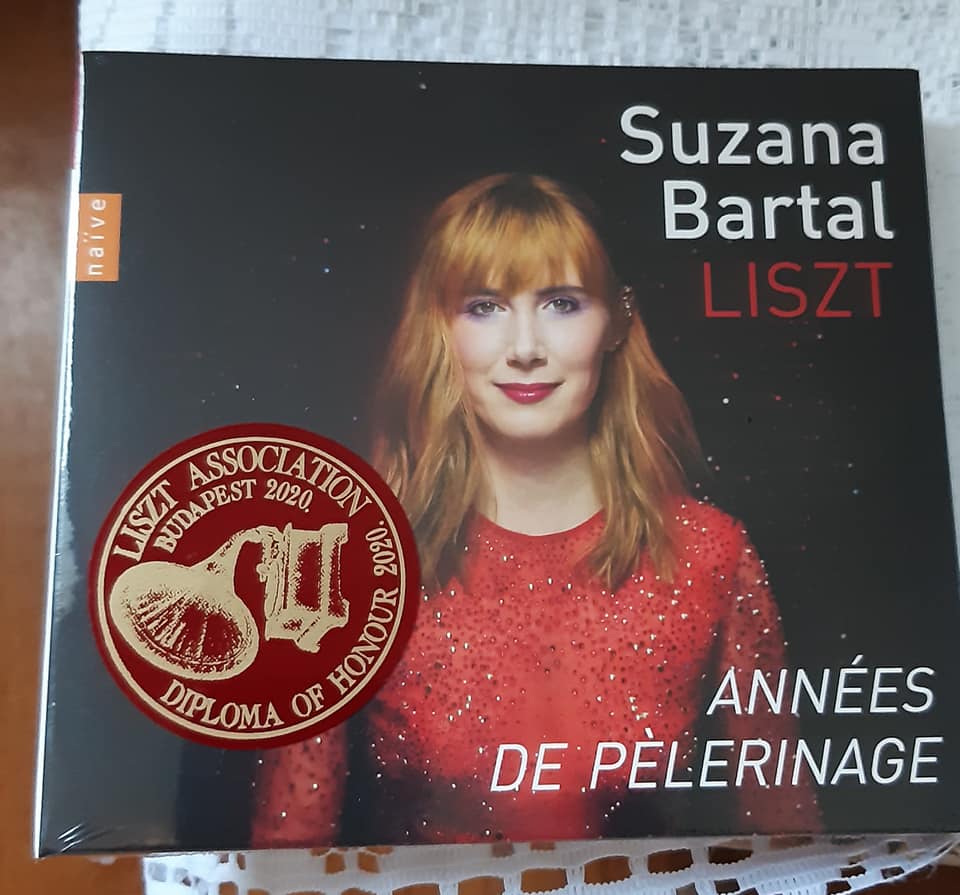 Suzana
Bartal
LISZT
naïve
LISZT ASSOCIATION
BUDAPEST 2020.
DIPLOMA OF HONOUR 2020.
ANNÉES
DE PÈLERINAGE